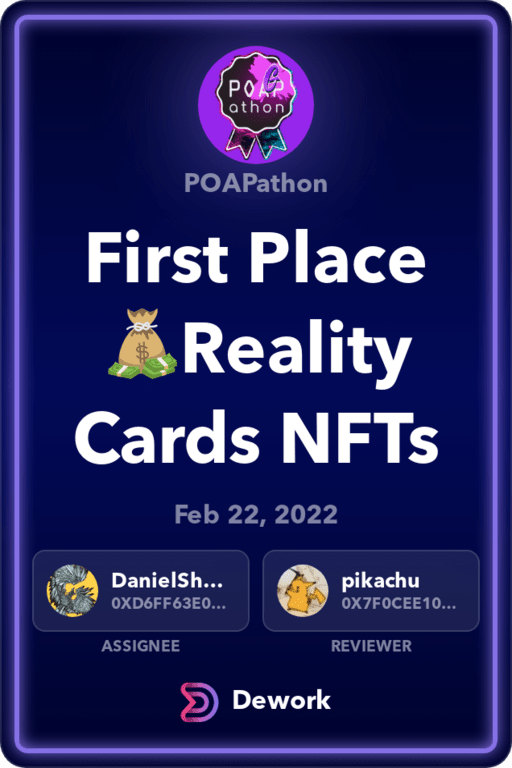 POAP
athon
POAPathon
First Place
💰Reality
Cards NFTs
Feb 22, 2022
DanielSh...
0XD6FF63E0...
ASSIGNEE
pikachu
0X7F0CEE10...
REVIEWER
Dework